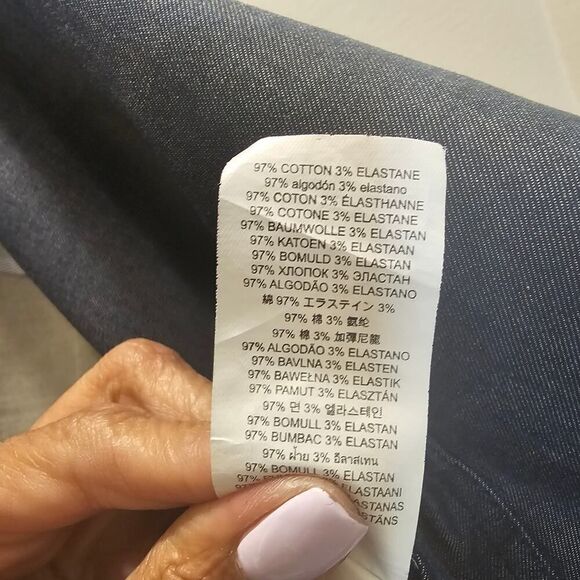 97% COTTON 3% ELASTANE
97% algodón 3% elastano
97% COTON 3% ÉLASTHANNE
97% COTONE 3% ELASTANE
97% BAUMWOLLE 3% ELASTAN
97% KATOEN 3% ELASTAAN
97% BOMULD 3% ELASTAN
97% ХЛОПОК 3% ЭЛАСТАН
97% ALGODÃO 3% ELASTANO
綿 97% エラステイン 3%
97% 棉 3% 氨纶
97% 棉 3% 加彈尼龍
97% ALGODÃO 3% ELASTANO
97% BAVLNA 3% ELASTEN
97% BAWEŁNA 3% ELASTIK
97% PAMUT 3% ELASZTÁN
97% 면 3% 엘라스테인
97% BOMULL 3% ELASTAN
97% BUMBAC 3% ELASTAN
97% ฝ้าย 3% อีลาสเทน
97% BOMULL 3% ELASTAN
97% ELASTAANI